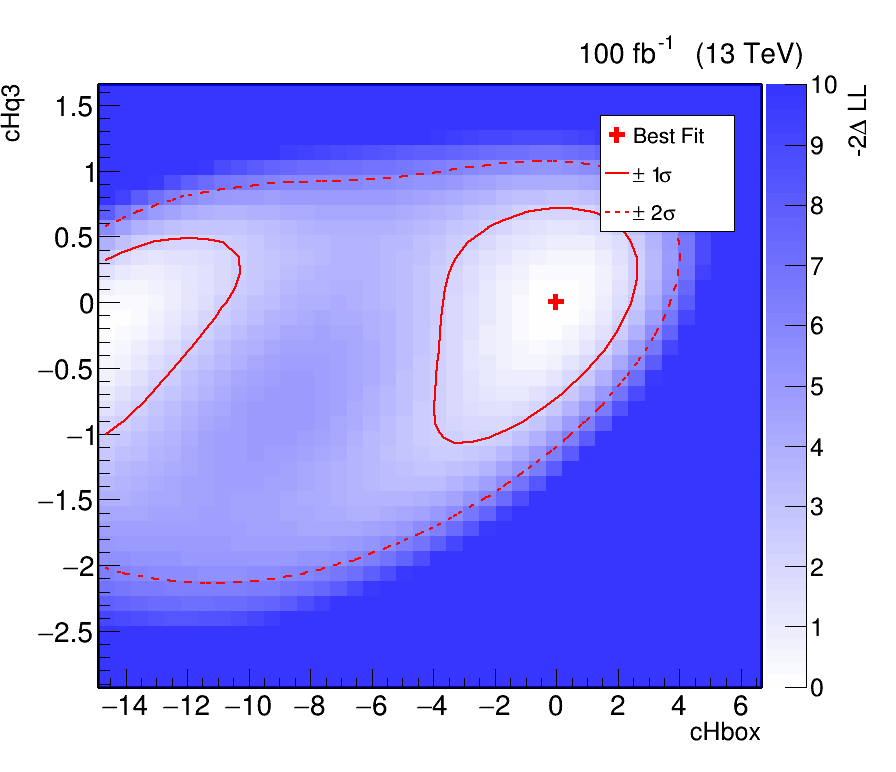 100 fb-1 (13 TeV)
cHq3
1.5
1
0.5
0
−0.5
−1
−1.5
−2
−2.5
Best Fit
± 1σ
± 2σ
10
9
8
7
6
5
4
3
2
1
0
-2Δ LL
−14 −12 −10 −8 −6 −4 −2 0 2 4 6
cHbox